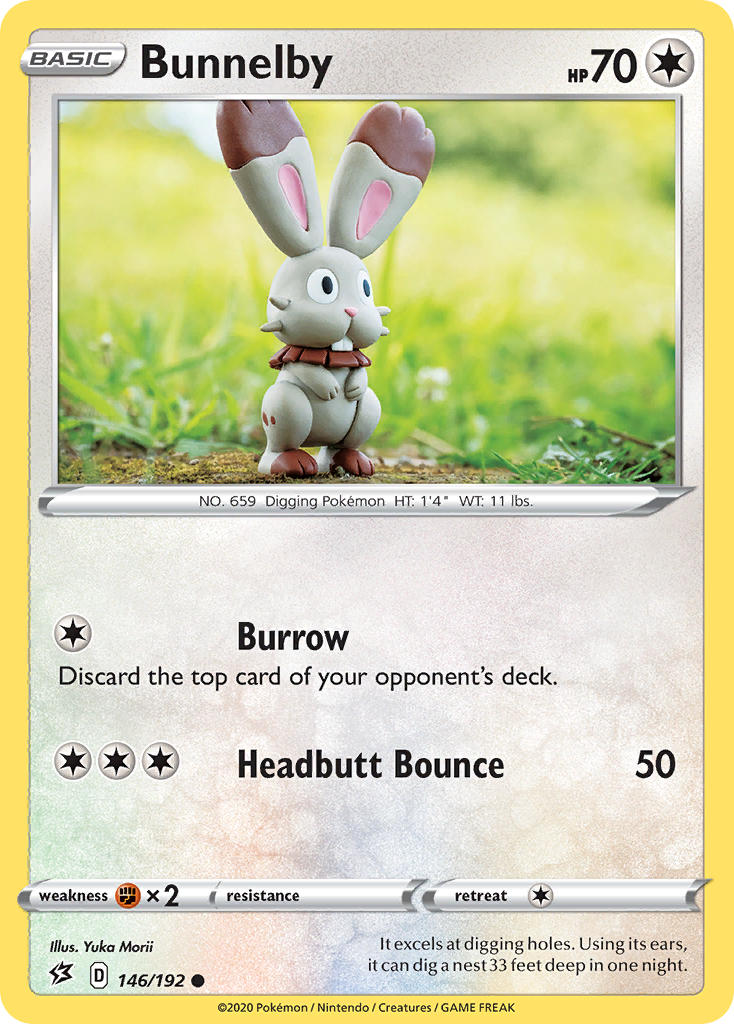 BASIC Bunnelby HP 70
NO. 659 Digging Pokémon HT: 1'4" WT: 11 lbs.
Burrow
Discard the top card of your opponent's deck.
Headbutt Bounce 50
weakness ×2 resistance retreat
Illus. Yuka Morii
It excels at digging holes. Using its ears,
it can dig a nest 33 feet deep in one night.
D 146/192
©2020 Pokémon / Nintendo / Creatures / GAME FREAK